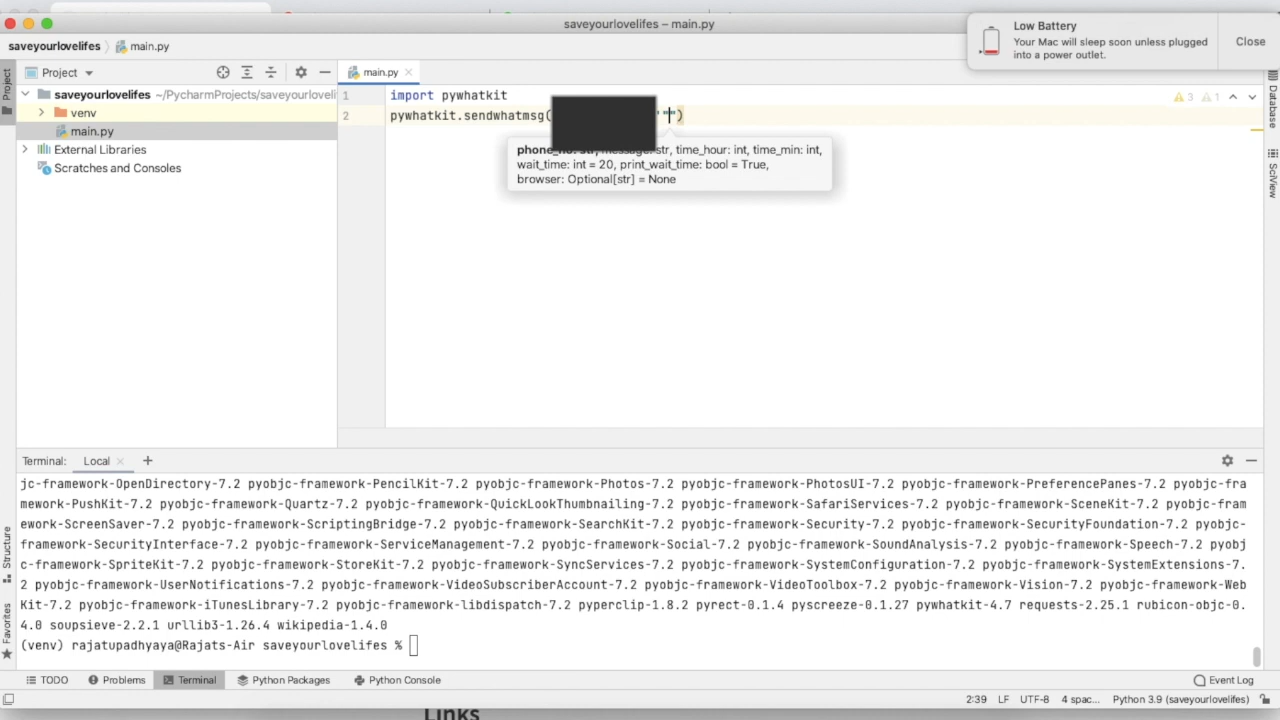 saveyourlovelifes – main.py
Low Battery
Your Mac will sleep soon unless plugged
into a power outlet.
Close
saveyourlovelifes
main.py
Project
Project
main.py
saveyourlovelifes ~/PycharmProjects/saveyourlovelif
venv
main.py
External Libraries
Scratches and Consoles
1 import pywhatkit
2 pywhatkit.sendwhatmsg( '")
3 1
str, message: str, time_hour: int, time_min: int,
wait_time: int = 20, print_wait_time: bool = True,
browser: Optional[str] = None
Database
SciView
Terminal: Local +
jc-framework-OpenDirectory-7.2 pyobjc-framework-PencilKit-7.2 pyobjc-framework-Photos-7.2 pyobjc-framework-PhotosUI-7.2 pyobjc-framework-PreferencePanes-7.2 pyobjc-fra
mework-PushKit-7.2 pyobjc-framework-Quartz-7.2 pyobjc-framework-QuickLookThumbnailing-7.2 pyobjc-framework-SafariServices-7.2 pyobjc-framework-SceneKit-7.2 pyobjc-fram
ework-ScreenSaver-7.2 pyobjc-framework-ScriptingBridge-7.2 pyobjc-framework-SearchKit-7.2 pyobjc-framework-Security-7.2 pyobjc-framework-SecurityFoundation-7.2 pyobjc-
framework-SecurityInterface-7.2 pyobjc-framework-ServiceManagement-7.2 pyobjc-framework-Social-7.2 pyobjc-framework-SoundAnalysis-7.2 pyobjc-framework-Speech-7.2 pyobj
c-framework-SpriteKit-7.2 pyobjc-framework-StoreKit-7.2 pyobjc-framework-SyncServices-7.2 pyobjc-framework-SystemConfiguration-7.2 pyobjc-framework-SystemExtensions-7.
2 pyobjc-framework-UserNotifications-7.2 pyobjc-framework-VideoSubscriberAccount-7.2 pyobjc-framework-VideoToolbox-7.2 pyobjc-framework-Vision-7.2 pyobjc-framework-Web
Kit-7.2 pyobjc-framework-iTunesLibrary-7.2 pyobjc-framework-libdispatch-7.2 pyperclip-1.8.2 pyrect-0.1.4 pyscreeze-0.1.27 pywhatkit-4.7 requests-2.25.1 rubicon-objc-0.
4.0 soupsieve-2.2.1 urllib3-1.26.4 wikipedia-1.4.0
(venv) rajatupadhyaya@Rajats-Air saveyourlovelifes %
Structure
Favorites
TODO Problems Terminal Python Packages Python Console Event Log
2:39 LF UTF-8 4 spac... Python 3.9 (saveyourlovelifes)
Links